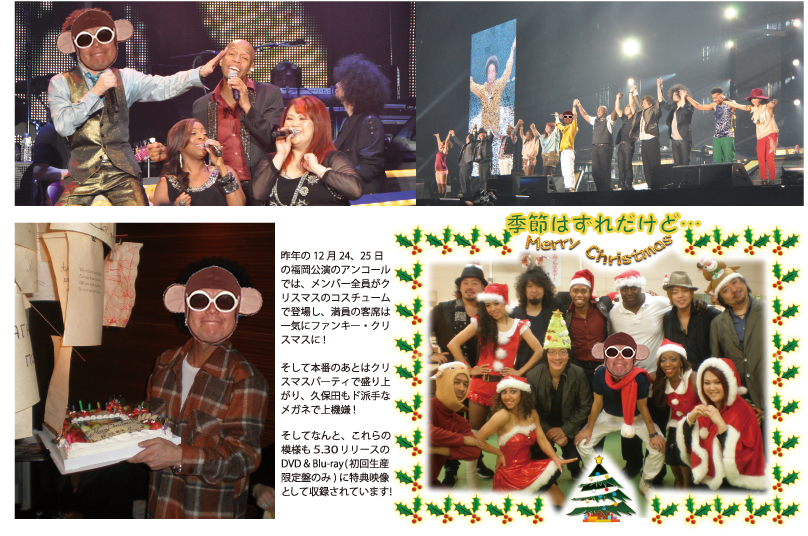 季節はずれだけど…
Merry Christmas
昨年の12月24、25日
の福岡公演のアンコール
では、メンバー全員がク
リスマスのコスチューム
で登場し、満員の客席は
一気にファンキー・クリ
スマスに!
そして本番のあとはクリ
スマスパーティで盛り上
がり、久保田もド派手な
メガネで上機嫌!
そしてなんと、これらの
模様も5.30リリースの
DVD&Blu-ray(初回生産
限定盤のみ)に特典映像
として収録されています!